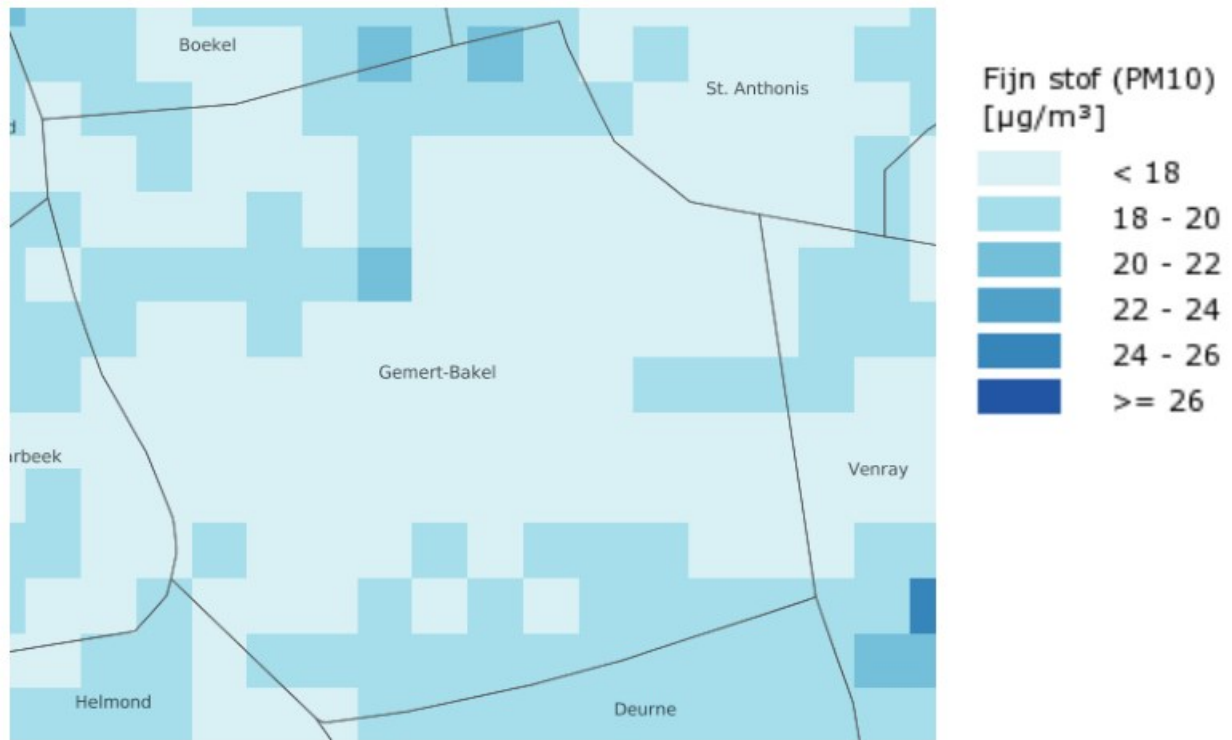 Boekel
St. Anthonis
d
Gemert-Bakel
arbeek
Venray
Helmond
Deurne
Fijn stof (PM10)
[µg/m³]
< 18
18 - 20
20 - 22
22 - 24
24 - 26
>= 26